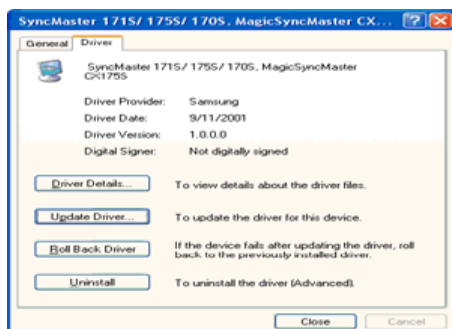 SyncMaster 171S/ 175S/ 170S, MagicSyncMaster CX...
General
Driver
SyncMaster 171S/ 175S/ 170S, MagicSyncMaster
CX175S
Driver Provider: Samsung
Driver Date: 9/11/2001
Driver Version: 1.0.0.0
Digital Signer: Not digitally signed
Driver Details... To view details about the driver files.
Update Driver... To update the driver for this device.
Roll Back Driver If the device fails after updating the driver, roll
back to the previously installed driver.
Uninstall To uninstall the driver (Advanced).
Close Cancel